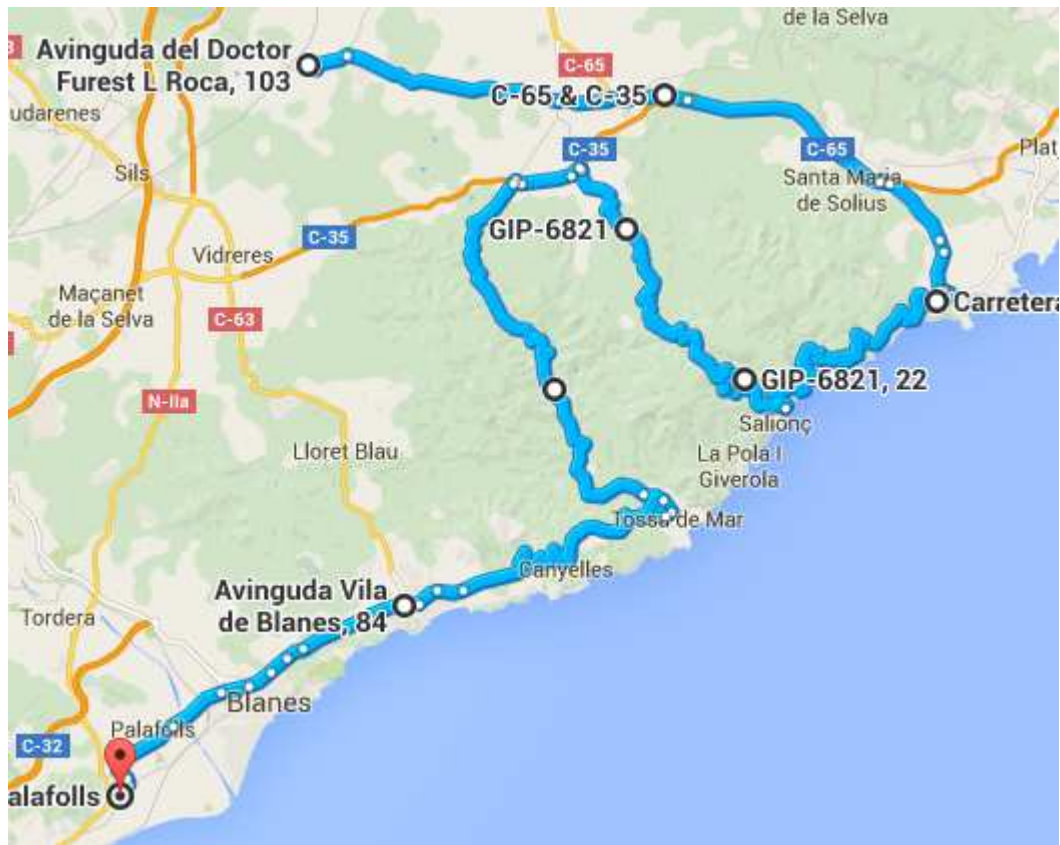 de la Selva
Avinguda del Doctor
Furest L Roca, 103
C-65
C-65 & C-35
udarenes
C-35
C-65
Plat
Sils
Santa Maria
de Solius
GIP-6821
C-35
Vidreres
Maçanet
de la Selva
C-63
Carretera
GIP-6821, 22
N-IIa
Salionç
Lloret Blau
La Pola I
Giverola
Tossa de Mar
Canyelles
Avinguda Vila
de Blanes, 84
Tordera
Blanes
Palafolls
C-32
alafolls